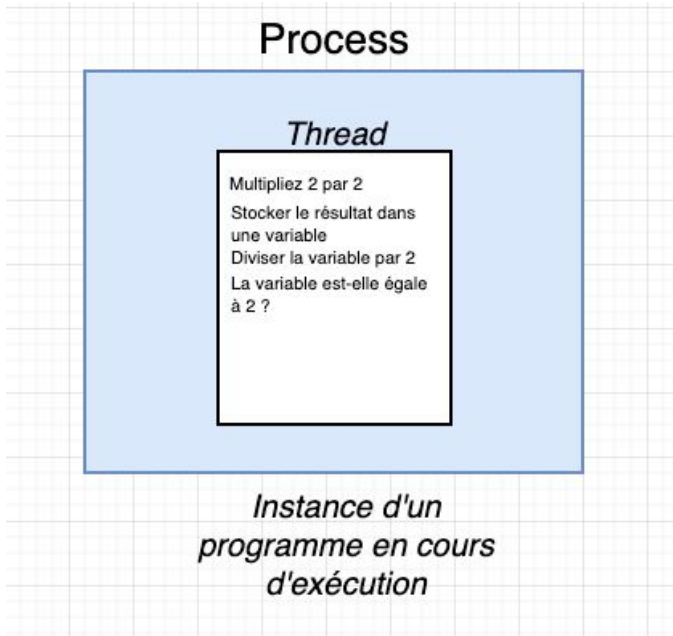 Process
Thread
Multipliez 2 par 2
Stocker le résultat dans
une variable
Diviser la variable par 2
La variable est-elle égale
à 2 ?
Instance d'un
programme en cours
d'exécution